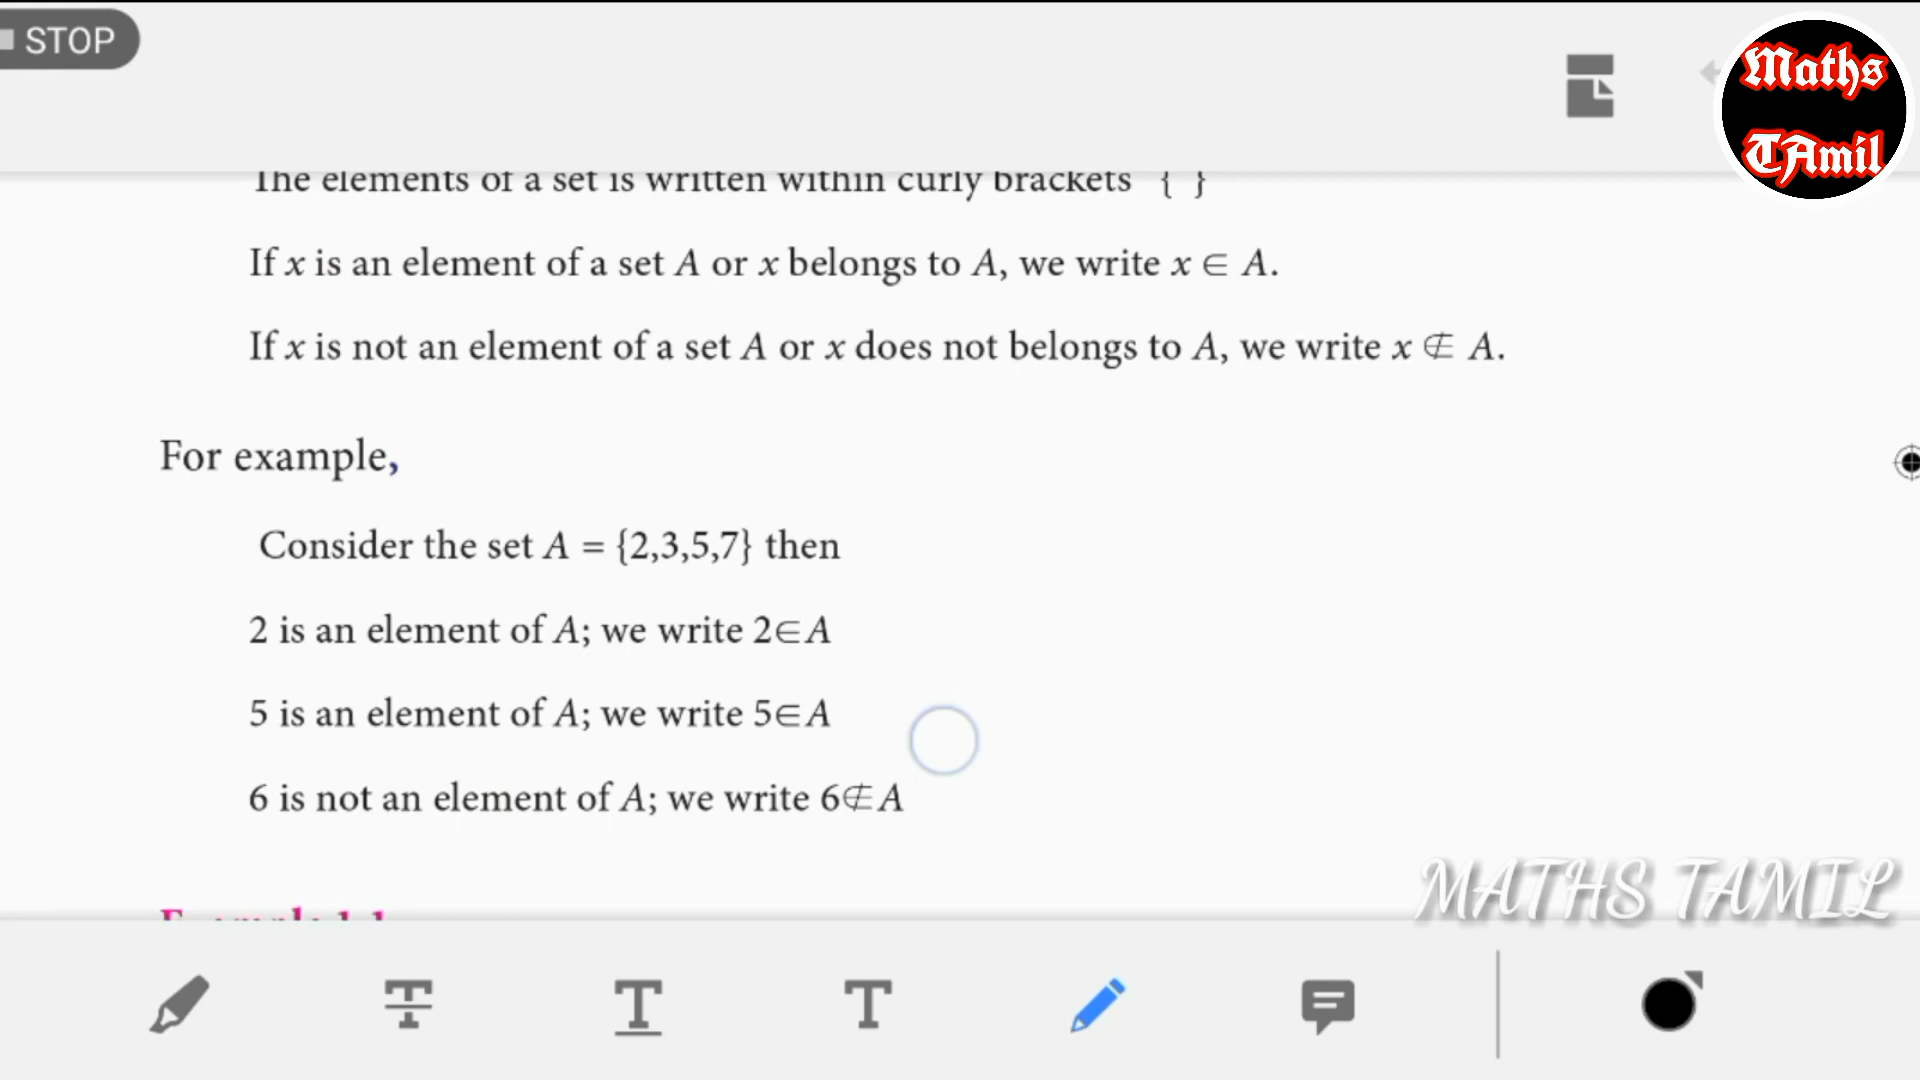 STOP
Maths
TAmil
The elements of a set is written within curly brackets { }
If x is an element of a set A or x belongs to A, we write x ∈ A.
If x is not an element of a set A or x does not belongs to A, we write x ∉ A.
For example,
Consider the set A = {2,3,5,7} then
2 is an element of A; we write 2∈A
5 is an element of A; we write 5∈A
6 is not an element of A; we write 6∉A
MATHS TAMIL